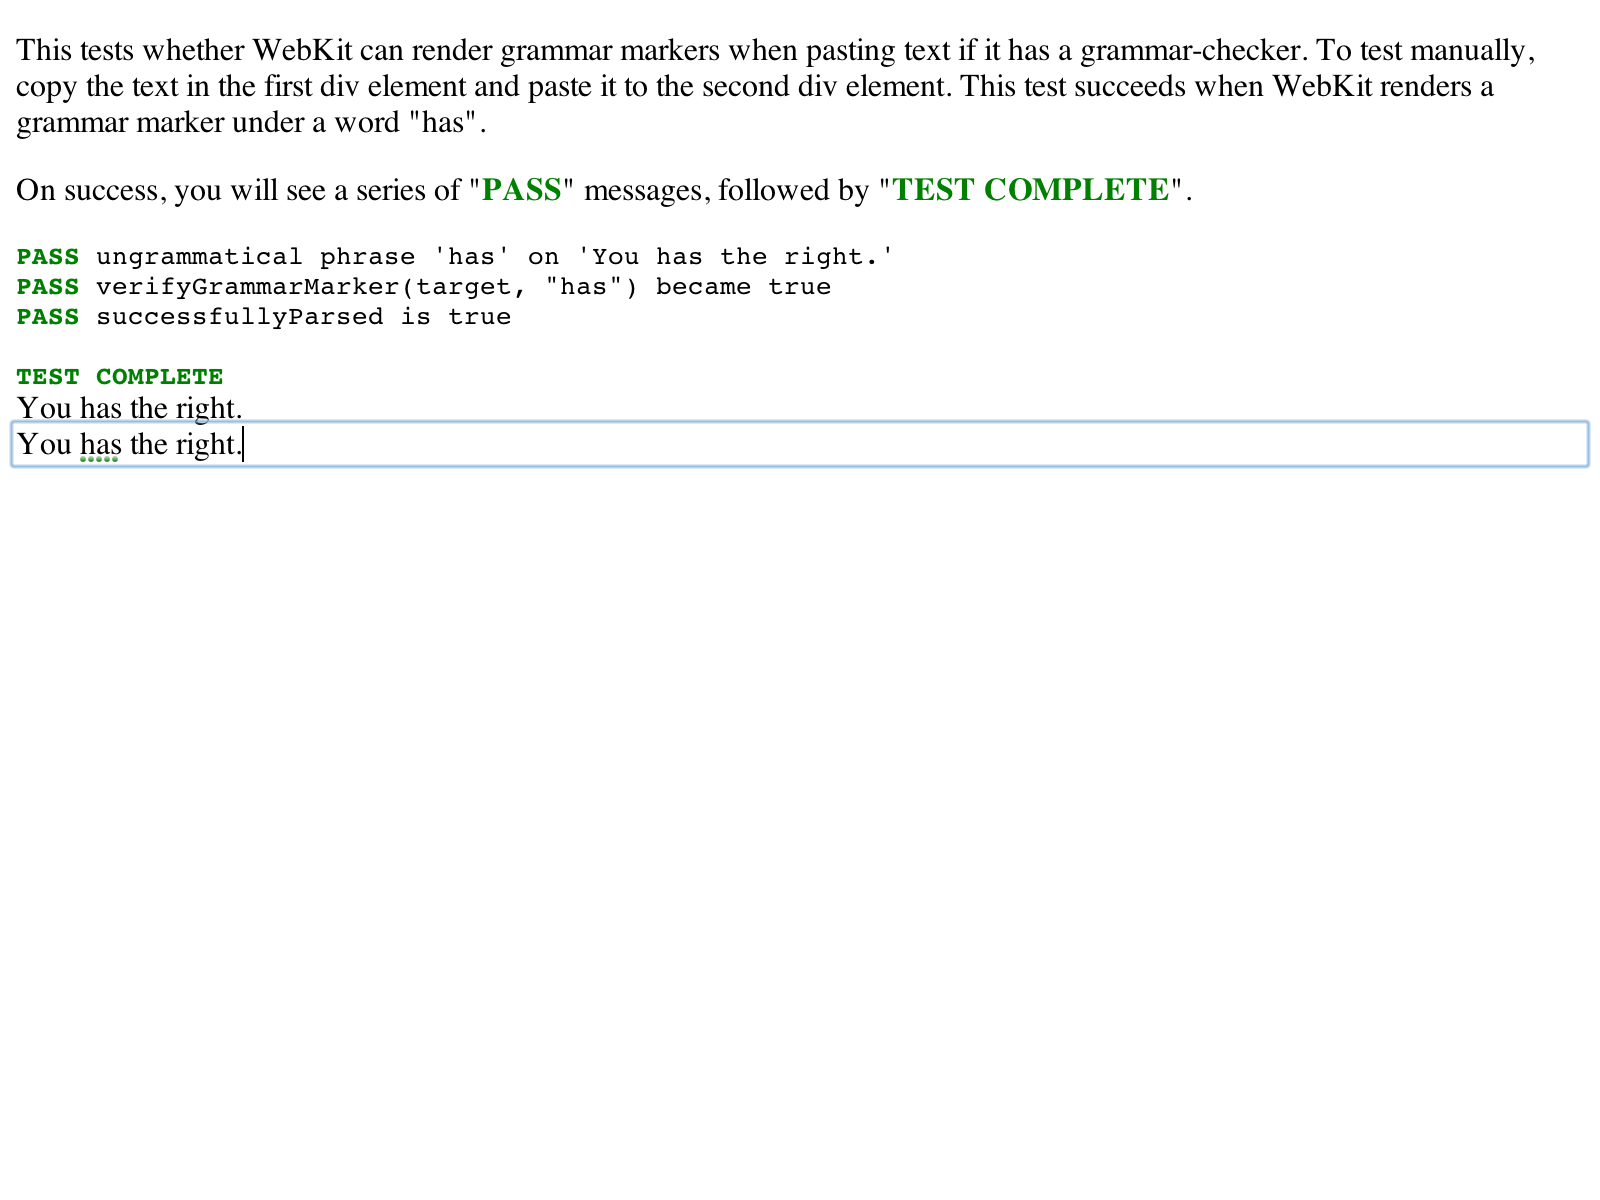 This tests whether WebKit can render grammar markers when pasting text if it has a grammar-checker. To test manually,
copy the text in the first div element and paste it to the second div element. This test succeeds when WebKit renders a
grammar marker under a word "has".
On success, you will see a series of "PASS" messages, followed by "TEST COMPLETE".
PASS ungrammatical phrase 'has' on 'You has the right.'
PASS verifyGrammarMarker(target, "has") became true
PASS successfullyParsed is true
TEST COMPLETE
You has the right.
You has the right.